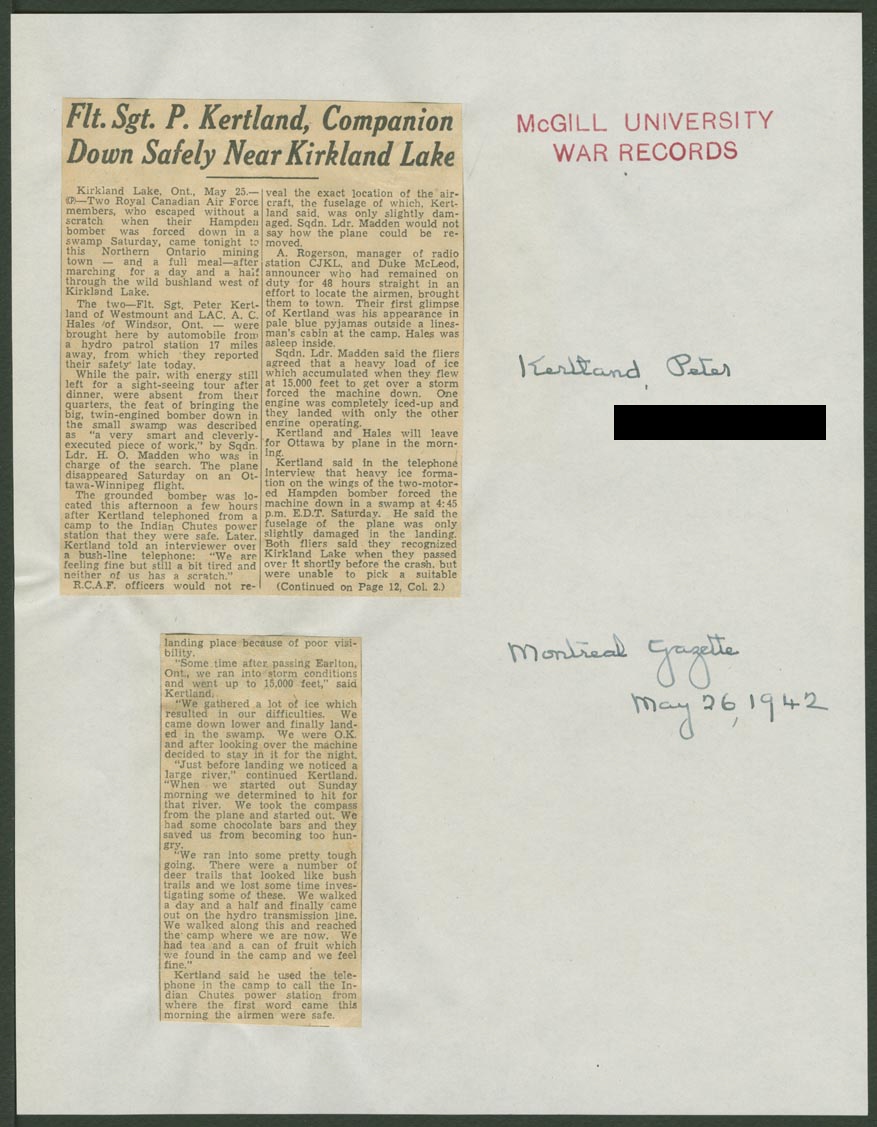 Flt. Sgt. P. Kertland, Companion
Down Safely Near Kirkland Lake
Kirkland Lake, Ont., May 25.—
(CP)—Two Royal Canadian Air Force
members, who escaped without a
scratch when their Hampden
bomber was forced down in a
swamp Saturday, came tonight to
this Northern Ontario mining
town — and a full meal—after
marching for a day and a half
through the wild bushland west of
Kirkland Lake.
The two—Flt. Sgt. Peter Kert-
land of Westmount and LAC. A. C.
Hales of Windsor, Ont. — were
brought here by automobile from
a hydro patrol station 17 miles
away, from which they reported
their safety late today.
While the pair, with energy still
left for a sight-seeing tour after
dinner, were absent from their
quarters, the feat of bringing the
big, twin-engined bomber down in
the small swamp was described
as "a very smart and cleverly-
executed piece of work," by Sqdn.
Ldr. H. O. Madden who was in
charge of the search. The plane
disappeared Saturday on an Ot-
tawa-Winnipeg flight.
The grounded bomber was lo-
cated this afternoon a few hours
after Kertland telephoned from a
camp to the Indian Chutes power
station that they were safe. Later,
Kertland told an interviewer over
a bush-line telephone: "We are
feeling fine but still a bit tired and
neither of us has a scratch."
R.C.A.F. officers would not re-
veal the exact location of the air-
craft, the fuselage of which, Kert-
land said, was only slightly dam-
aged. Sqdn. Ldr. Madden would not
say how the plane could be re-
moved.
A. Rogerson, manager of radio
station CJKL, and Duke McLeod,
announcer who had remained on
duty for 48 hours straight in an
effort to locate the airmen, brought
them to town. Their first glimpse
of Kertland was his appearance in
pale blue pyjamas outside a lines-
man's cabin at the camp. Hales was
asleep inside.
Sqdn. Ldr. Madden said the fliers
agreed that a heavy load of ice
which accumulated when they flew
at 15,000 feet to get over a storm
forced the machine down. One
engine was completely iced-up and
they landed with only the other
engine operating.
Kertland and Hales will leave
for Ottawa by plane in the morn-
ing.
Kertland said in the telephone
interview that heavy ice forma-
tion on the wings of the two-motor-
ed Hampden bomber forced the
machine down in a swamp at 4:45
p.m. E.D.T. Saturday. He said the
fuselage of the plane was only
slightly damaged in the landing.
Both fliers said they recognized
Kirkland Lake when they passed
over it shortly before the crash, but
were unable to pick a suitable
(Continued on Page 12, Col. 2.)
landing place because of poor visi-
bility.
"Some time after passing Earlton,
Ont., we ran into storm conditions
and went up to 15,000 feet," said
Kertland.
"We gathered a lot of ice which
resulted in our difficulties. We
came down lower and finally land-
ed in the swamp. We were O.K.
and after looking over the machine
decided to stay in it for the night.
"Just before landing we noticed a
large river," continued Kertland.
"When we started out Sunday
morning we determined to hit for
that river. We took the compass
from the plane and started out. We
had some chocolate bars and they
saved us from becoming too hun-
gry.
"We ran into some pretty tough
going. There were a number of
deer trails that looked like bush
trails and we lost some time inves-
tigating some of these. We walked
a day and a half and finally came
out on the hydro transmission line.
We walked along this and reached
the camp where we are now. We
had tea and a can of fruit which
we found in the camp and we feel
fine."
Kertland said he used the tele-
phone in the camp to call the In-
dian Chutes power station from
where the first word came this
morning the airmen were safe.
McGILL UNIVERSITY
WAR RECORDS
Kertland, Peter
Montreal Gazette
May 26, 1942